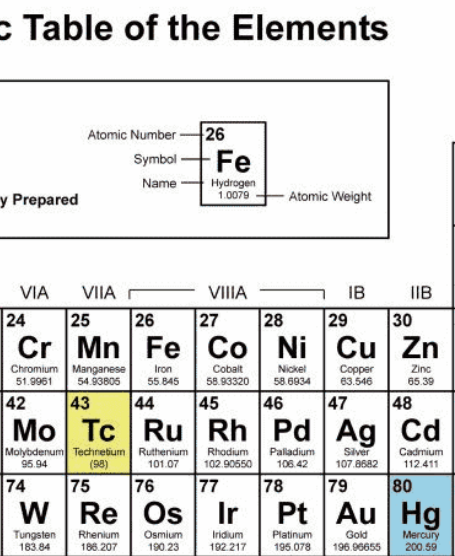 c Table of the Elements
Atomic Number 26
Symbol Fe
Name Hydrogen
1.0079 Atomic Weight
y Prepared
VIA VIIA VIIIA IB IIB
24 25 26 27 28 29 30
Cr Mn Fe Co Ni Cu Zn
Chromium Manganese Iron Cobalt Nickel Copper Zinc
51.9961 54.93805 55.845 58.93320 58.6934 63.546 65.39
42 43 44 45 46 47 48
Mo Tc Ru Rh Pd Ag Cd
Molybdenum Technetium Ruthenium Rhodium Palladium Silver Cadmium
95.94 (98) 101.07 102.90550 106.42 107.8682 112.411
74 75 76 77 78 79 80
W Re Os Ir Pt Au Hg
Tungsten Rhenium Osmium Iridium Platinum Gold Mercury
183.84 186.207 190.23 192.217 195.078 196.96655 200.59